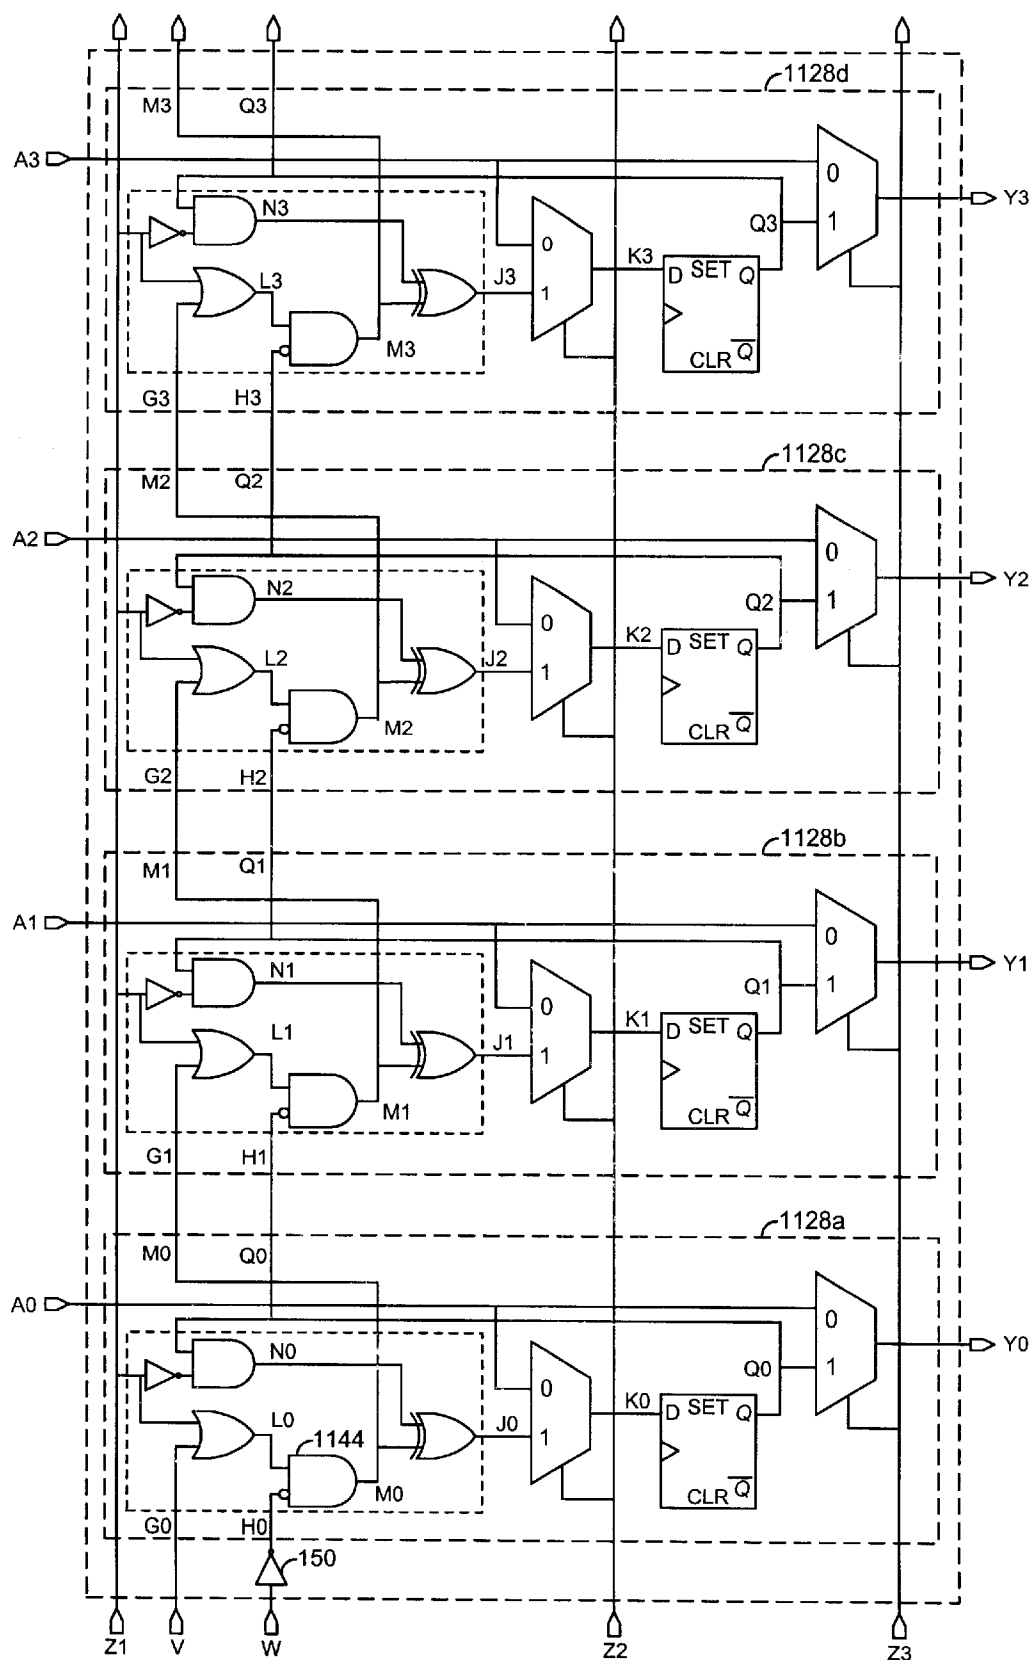 1128d
M3 Q3
A3
0
N3
Y3
Q3 1
0
K3
D SET Q
L3
J3
1
M3
CLR Q̅
G3 H3
1128c
M2 Q2
A2
0
N2
Y2
Q2 1
0
K2
D SET Q
L2
J2
1
M2
CLR Q̅
G2 H2
1128b
M1 Q1
A1
0
N1
Y1
Q1 1
0
K1
D SET Q
L1
J1
1
M1
CLR Q̅
G1 H1
1128a
M0 Q0
A0
0
N0
Y0
Q0 1
0
K0
D SET Q
L0
J0
1
1144
M0
CLR Q̅
G0 H0
150
Z1 V W Z2 Z3